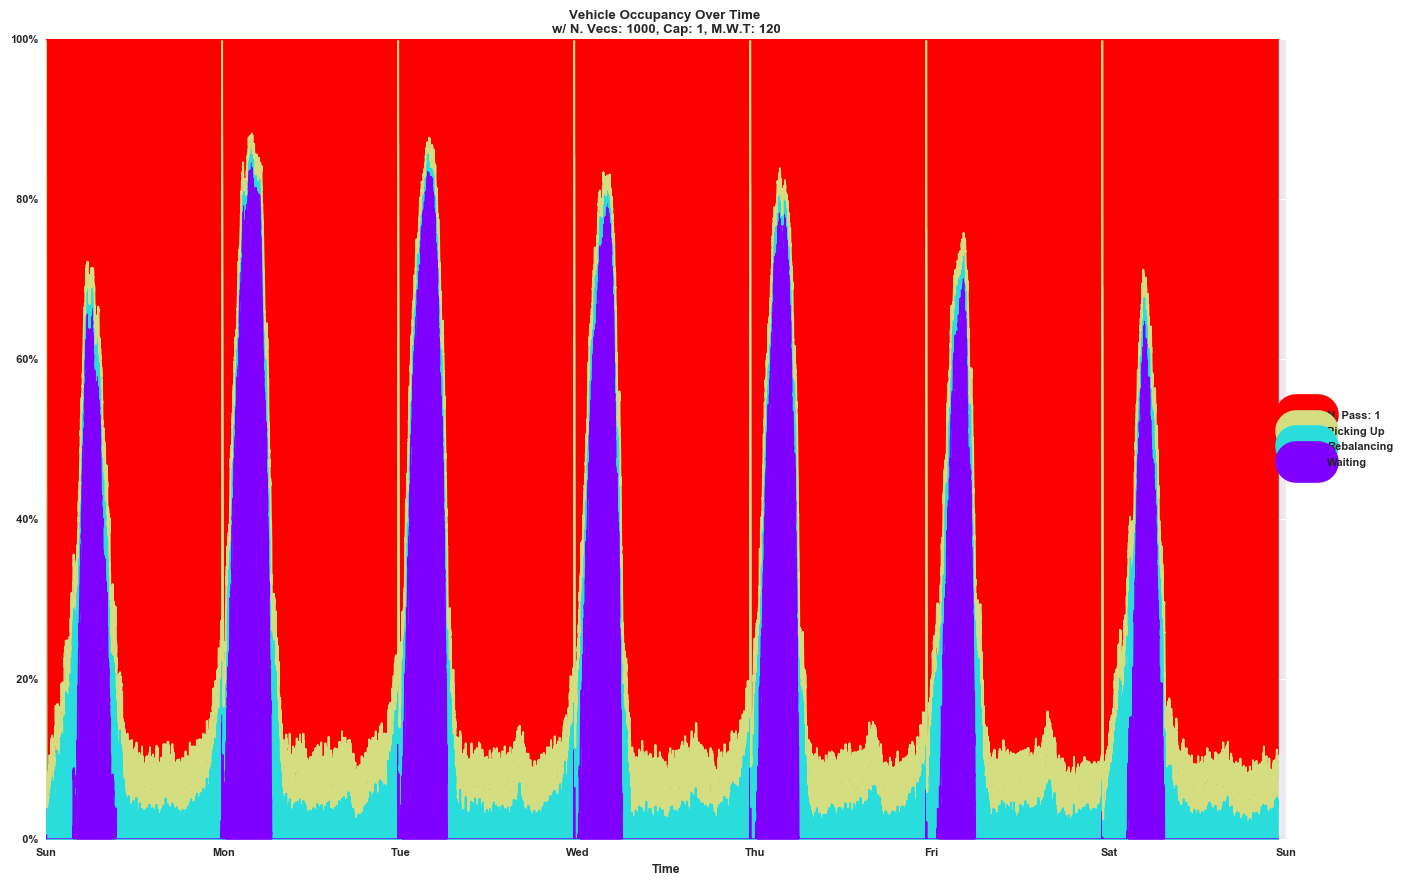 Vehicle Occupancy Over Time
w/ N. Vecs: 1000, Cap: 1, M.W.T: 120
100%
80%
60%
40%
20%
0%
Pass: 1
Picking Up
Rebalancing
Waiting
Sun Mon Tue Wed Thu Fri Sat Sun
Time